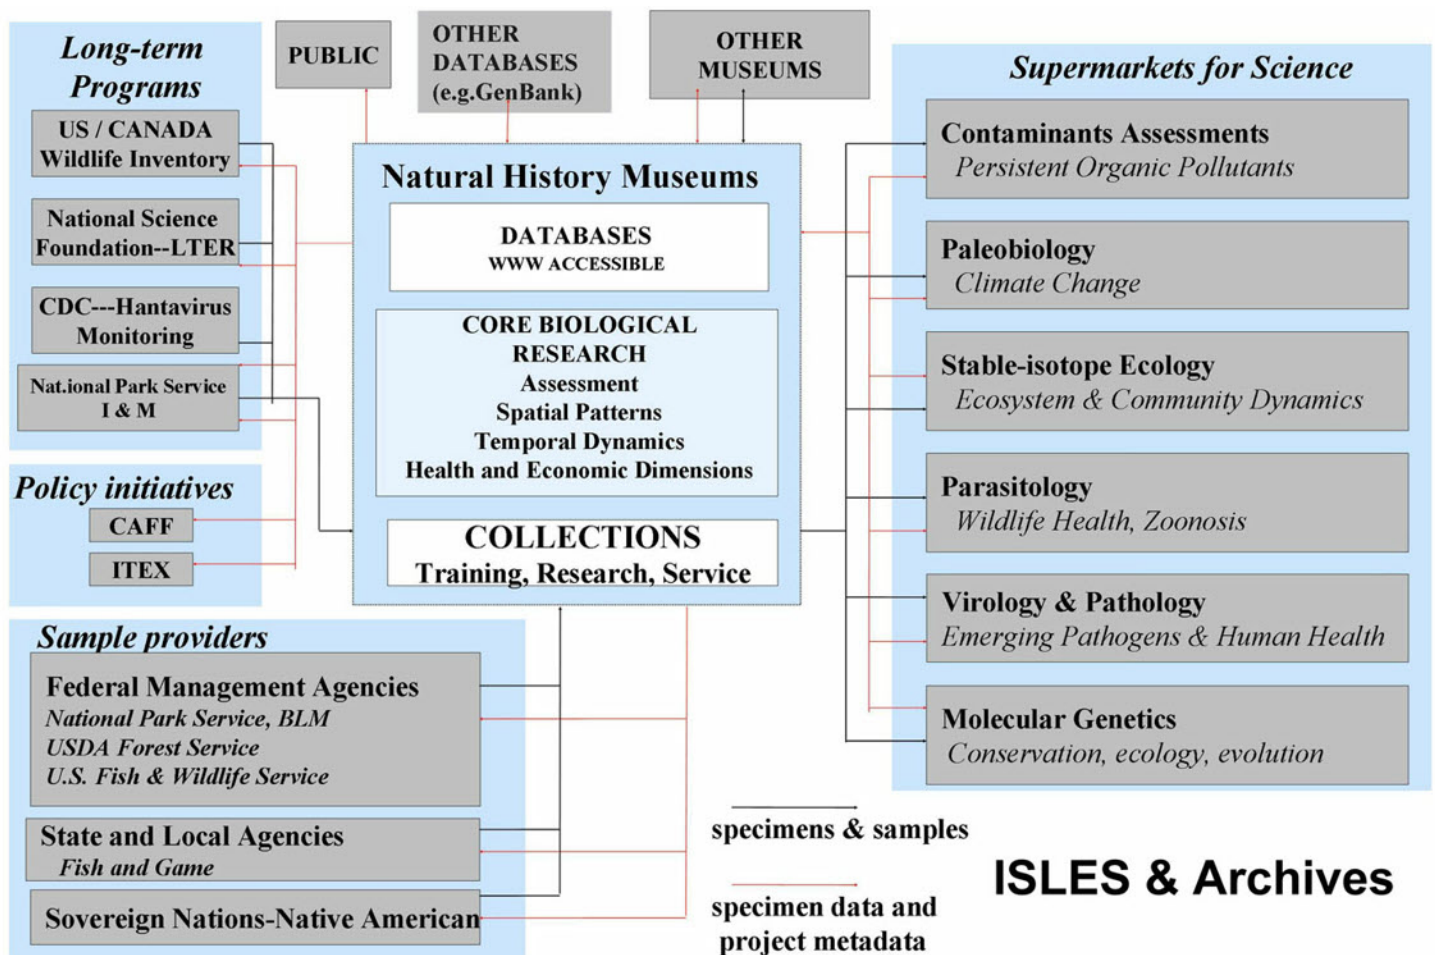 Long-term
Programs
US / CANADA
Wildlife Inventory
National Science
Foundation--LTER
CDC---Hantavirus
Monitoring
Nat.ional Park Service
I & M
Policy initiatives
CAFF
ITEX
PUBLIC
OTHER
DATABASES
(e.g.GenBank)
OTHER
MUSEUMS
Natural History Museums
DATABASES
WWW ACCESSIBLE
CORE BIOLOGICAL
RESEARCH
Assessment
Spatial Patterns
Temporal Dynamics
Health and Economic Dimensions
COLLECTIONS
Training, Research, Service
Supermarkets for Science
Contaminants Assessments
Persistent Organic Pollutants
Paleobiology
Climate Change
Stable-isotope Ecology
Ecosystem & Community Dynamics
Parasitology
Wildlife Health, Zoonosis
Virology & Pathology
Emerging Pathogens & Human Health
Molecular Genetics
Conservation, ecology, evolution
Sample providers
Federal Management Agencies
National Park Service, BLM
USDA Forest Service
U.S. Fish & Wildlife Service
State and Local Agencies
Fish and Game
Sovereign Nations-Native American
specimens & samples
specimen data and
project metadata
ISLES & Archives